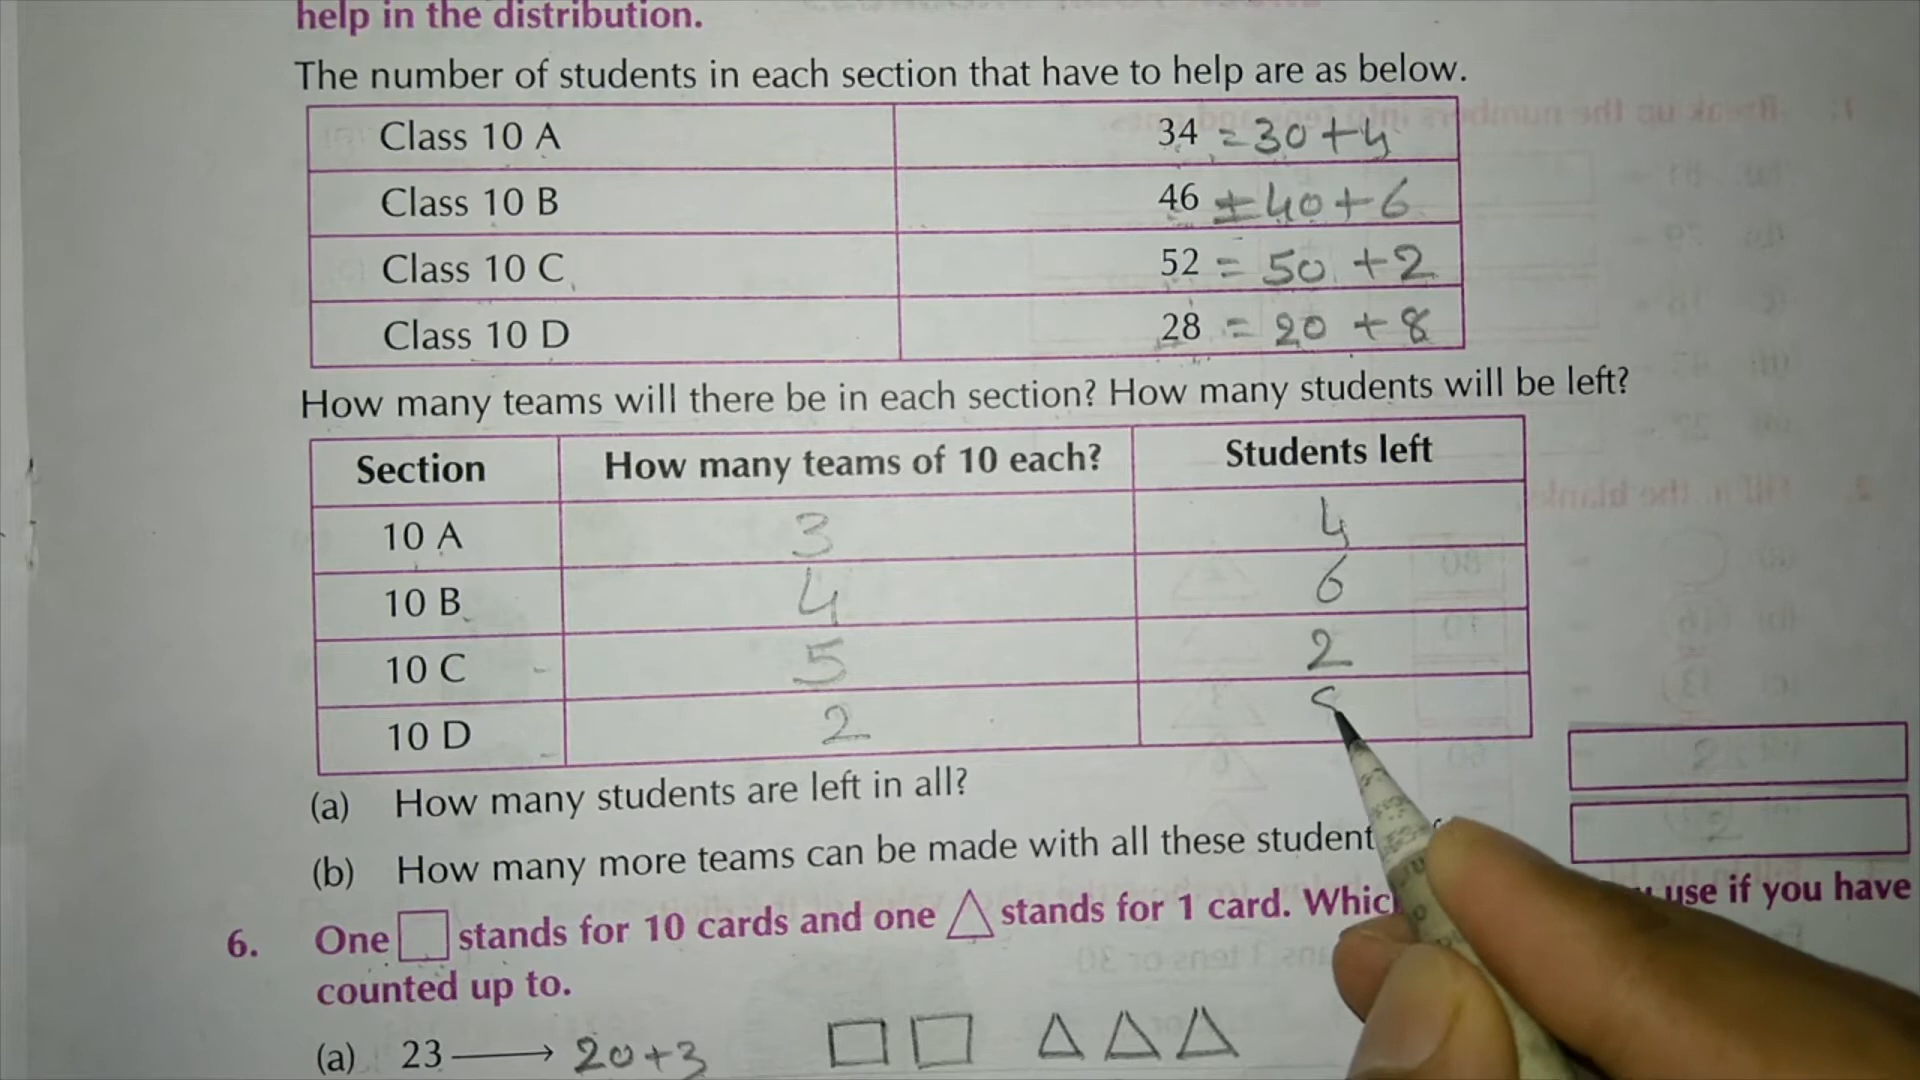 help in the distribution.
The number of students in each section that have to help are as below.
Class 10 A 34 = 30 + 4
Class 10 B 46 = 40 + 6
Class 10 C 52 = 50 + 2
Class 10 D 28 = 20 + 8
How many teams will there be in each section? How many students will be left?
Section How many teams of 10 each? Students left
10 A 3 4
10 B 4 6
10 C 5 2
10 D 2
(a) How many students are left in all?
(b) How many more teams can be made with all these student
6. One □ stands for 10 cards and one △ stands for 1 card. use if you have
counted up to.
(a) 23 → 20 + 3 □ □ △ △ △